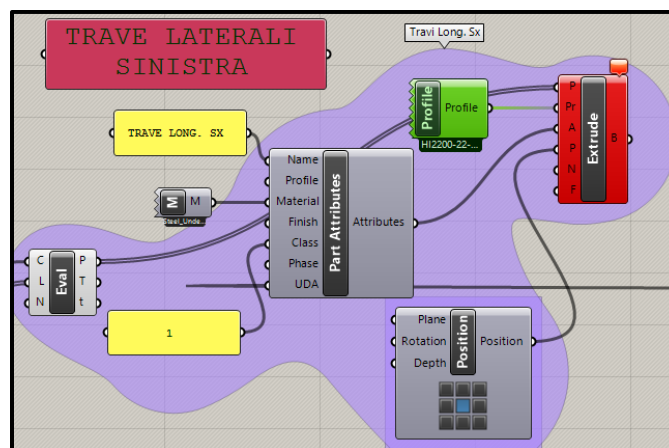 TRAVE LATERALI
SINISTRA
Travi Long. Sx
TRAVE LONG. SX
Profile
Profile
HI2200-22-...
P
Pr
A
P
N
F
Extrude
B
M
M
Steel_Unde...
Name
Profile
Material
Finish
Class
Phase
UDA
Part Attributes
Attributes
C
L
N
Eval
P
T
t
1
Plane
Rotation
Depth
Position
Position